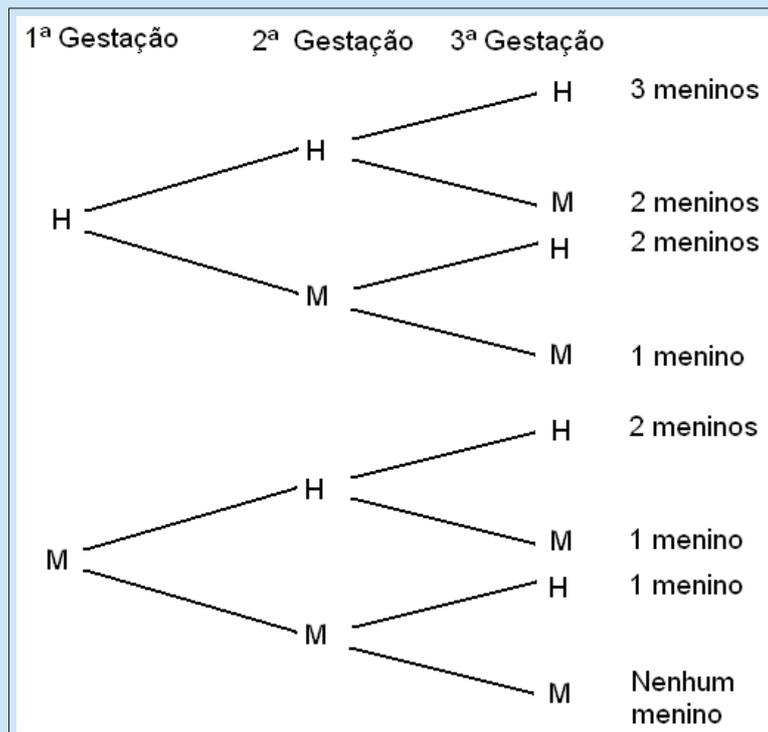 1ª Gestação 2ª Gestação 3ª Gestação
H 3 meninos
H
M 2 meninos
H
H 2 meninos
M
M 1 menino
H 2 meninos
H
M 1 menino
M
H 1 menino
M
M Nenhum
menino